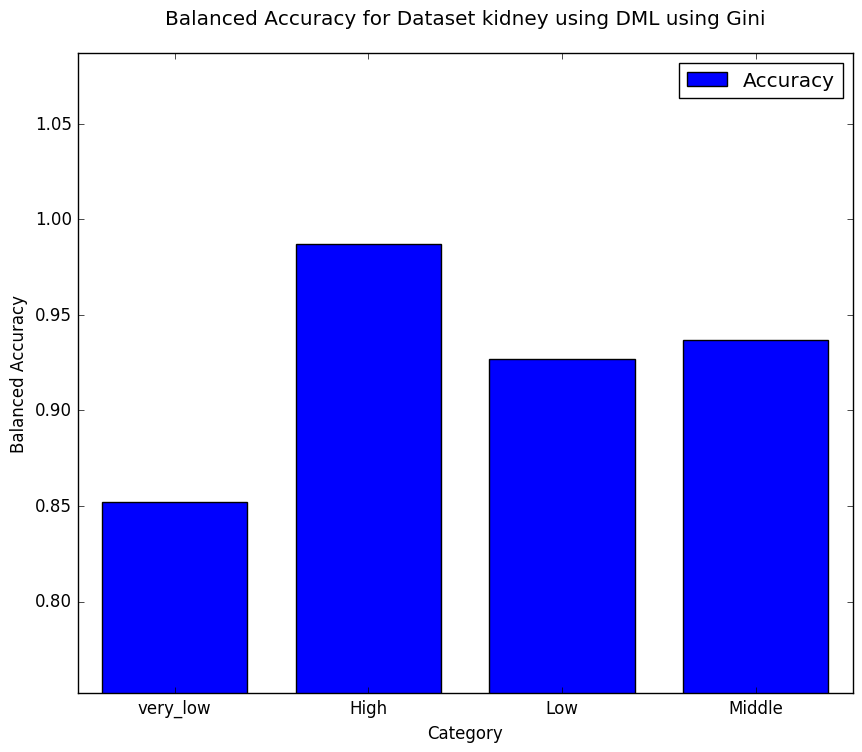 Balanced Accuracy for Dataset kidney using DML using Gini
Accuracy
Balanced Accuracy
1.05
1.00
0.95
0.90
0.85
0.80
very_low
High
Low
Middle
Category